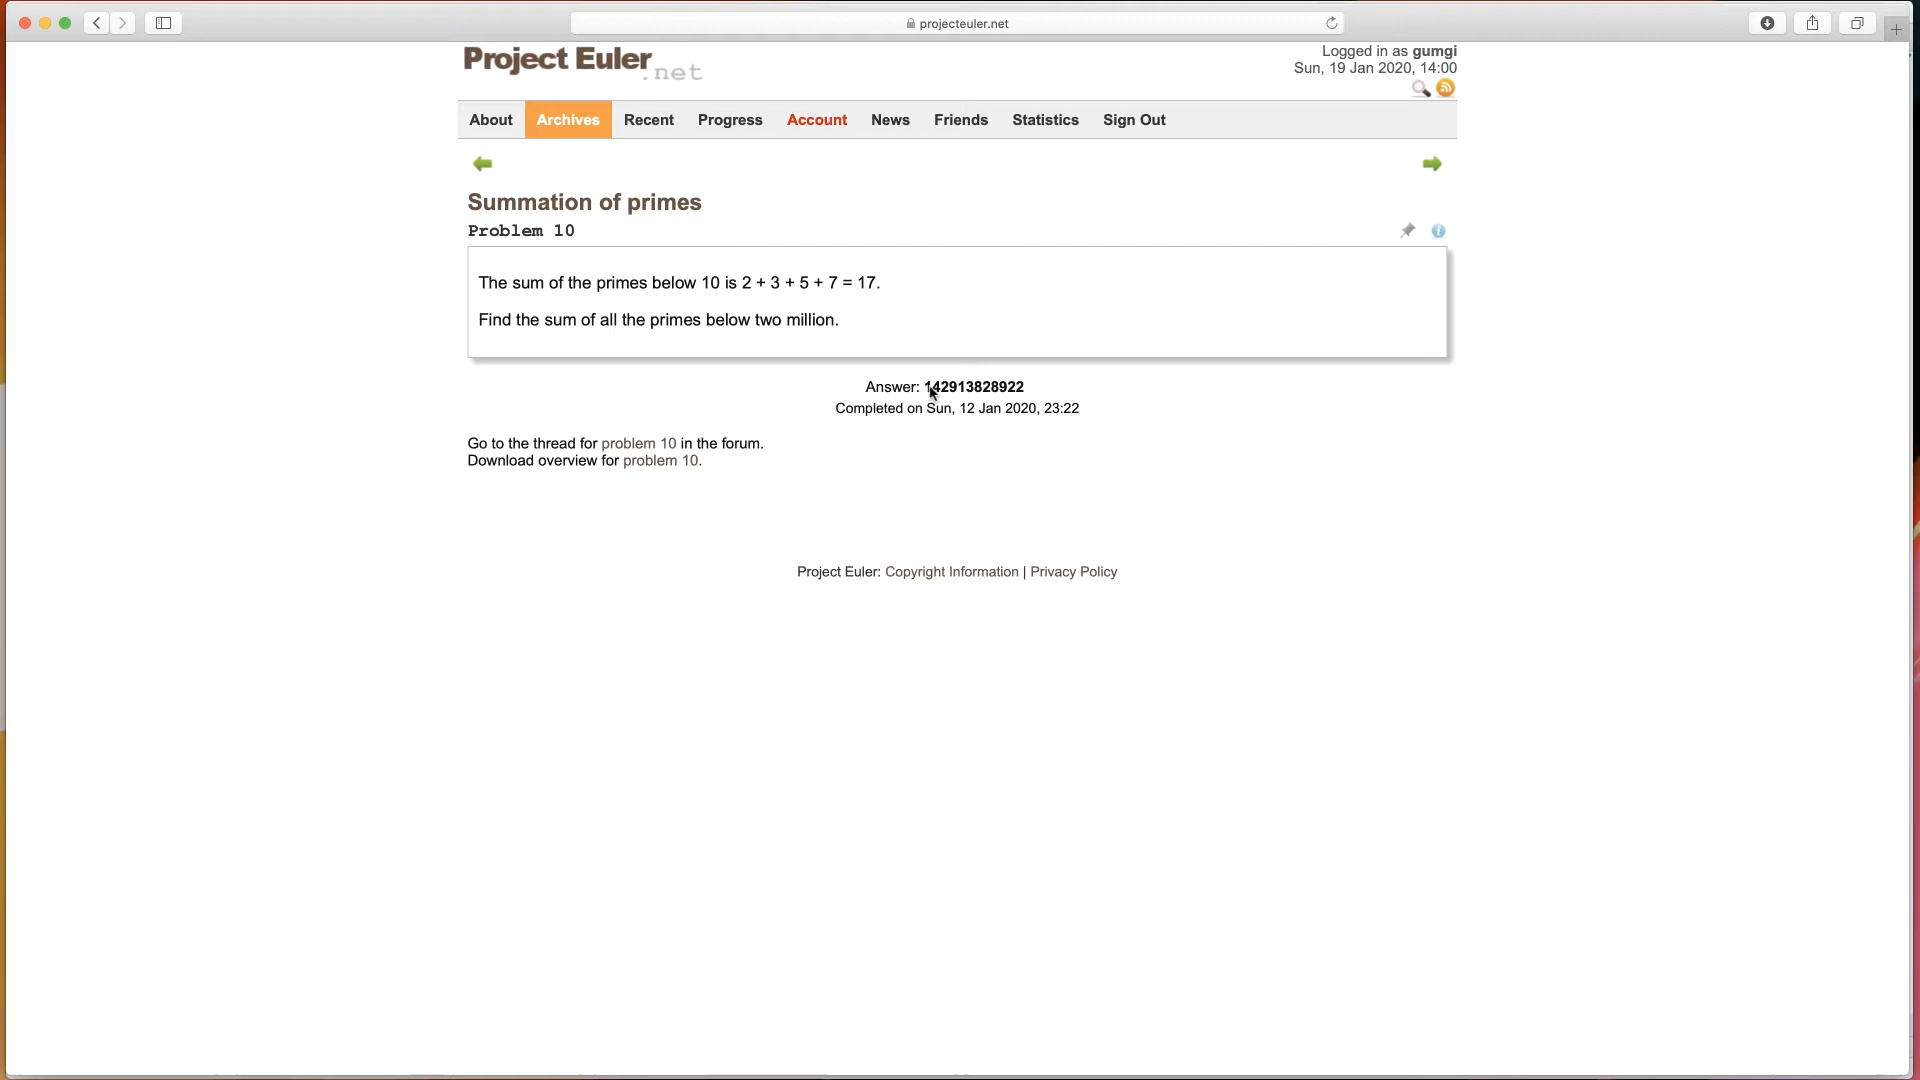 projecteuler.net
Project Euler
.net
Logged in as gumgi
Sun, 19 Jan 2020, 14:00
About Archives Recent Progress Account News Friends Statistics Sign Out
Summation of primes
Problem 10
The sum of the primes below 10 is 2 + 3 + 5 + 7 = 17.
Find the sum of all the primes below two million.
Answer: 142913828922
Completed on Sun, 12 Jan 2020, 23:22
Go to the thread for problem 10 in the forum.
Download overview for problem 10.
Project Euler: Copyright Information | Privacy Policy